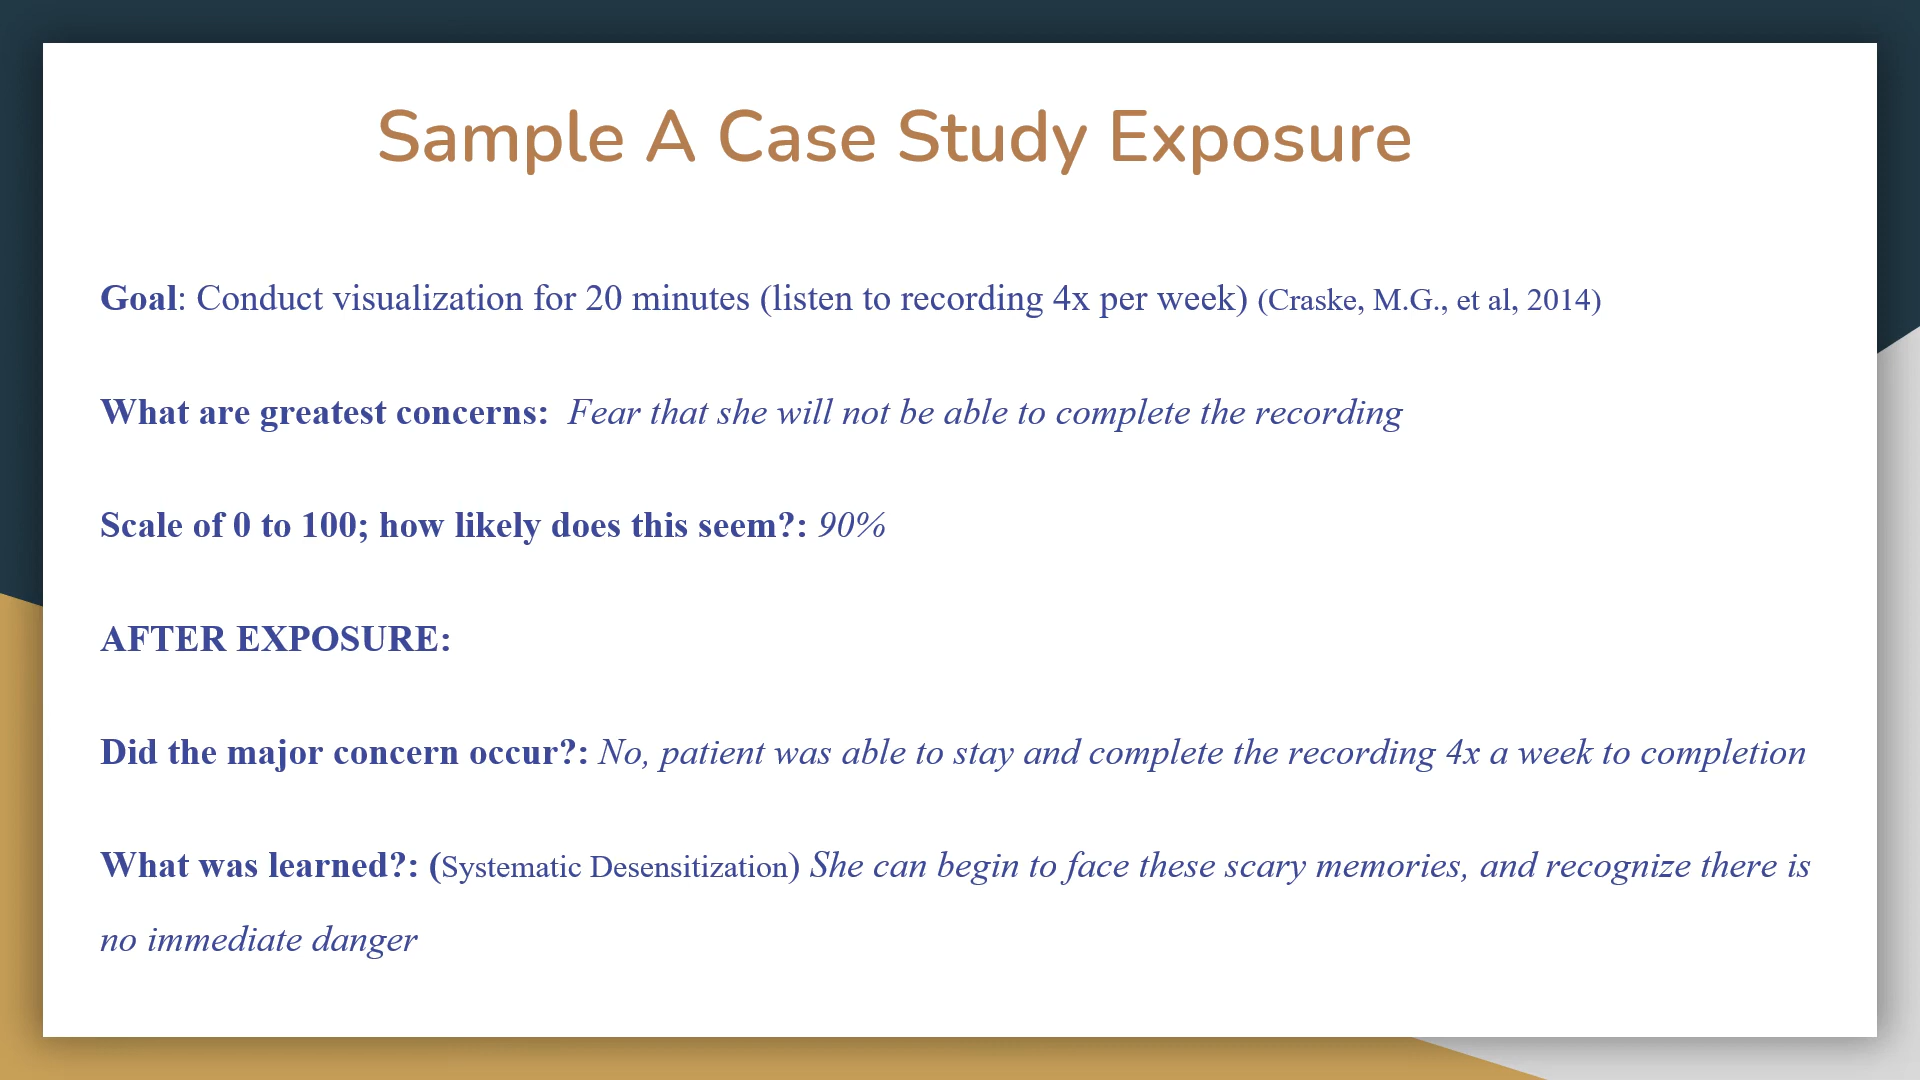 Sample A Case Study Exposure
Goal: Conduct visualization for 20 minutes (listen to recording 4x per week) (Craske, M.G., et al, 2014)
What are greatest concerns:  Fear that she will not be able to complete the recording
Scale of 0 to 100; how likely does this seem?: 90%
AFTER EXPOSURE:
Did the major concern occur?: No, patient was able to stay and complete the recording 4x a week to completion
What was learned?: (Systematic Desensitization) She can begin to face these scary memories, and recognize there is
no immediate danger